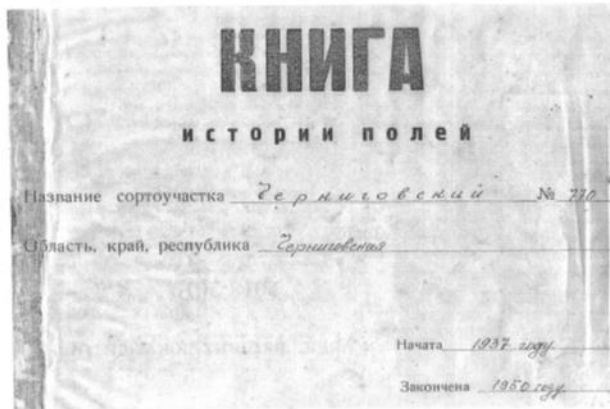 КНИГА
истории полей
Название сортоучастка Черниговский № 770
Область, край, республика Черниговская
Начата 1937 году
Закончена 1950 году